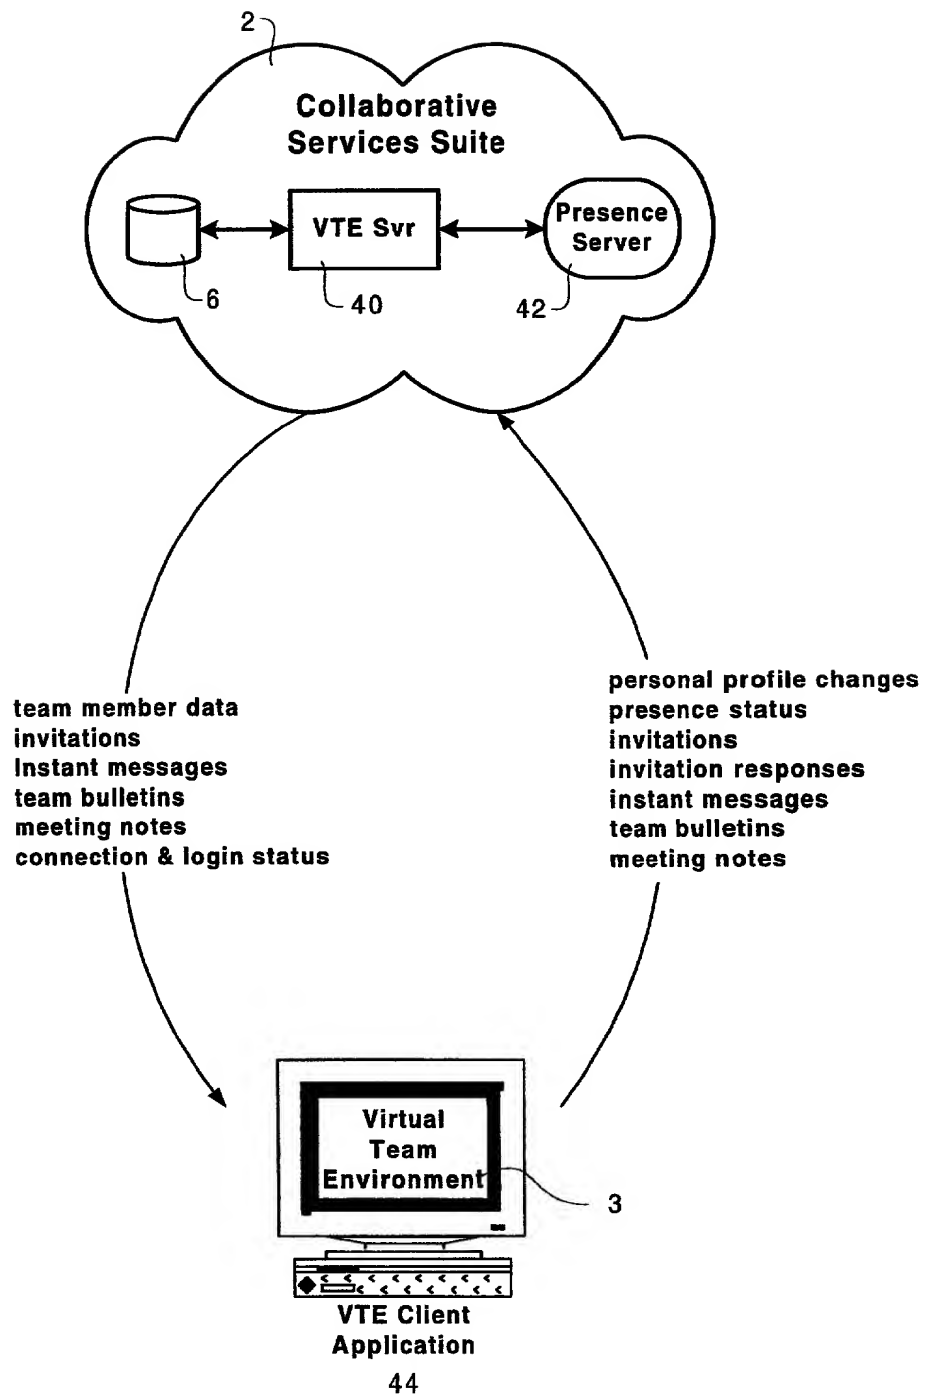 2
Collaborative
Services Suite
VTE Svr
Presence
Server
6
40
42
team member data
invitations
Instant messages
team bulletins
meeting notes
connection & login status
personal profile changes
presence status
invitations
invitation responses
instant messages
team bulletins
meeting notes
Virtual
Team
Environment
3
VTE Client
Application
44